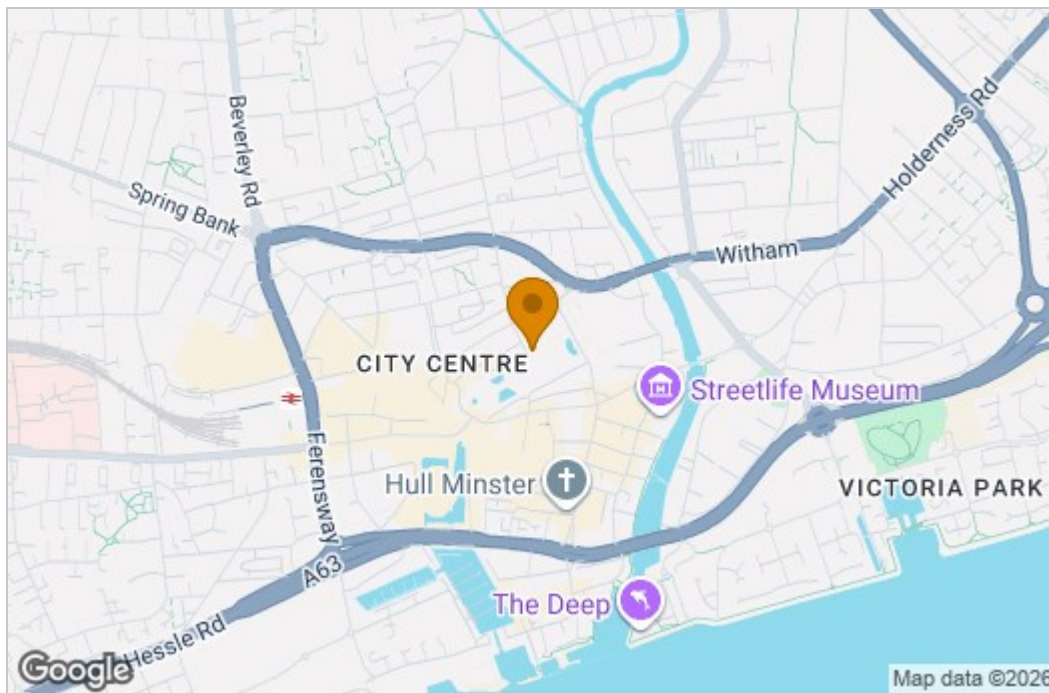 Beverley Rd
Spring Bank
Holderness Rd
Witham
CITY CENTRE
Streetlife Museum
Ferensway
Hull Minster
VICTORIA PARK
A63
The Deep
Hessle Rd
Google
Map data ©2026